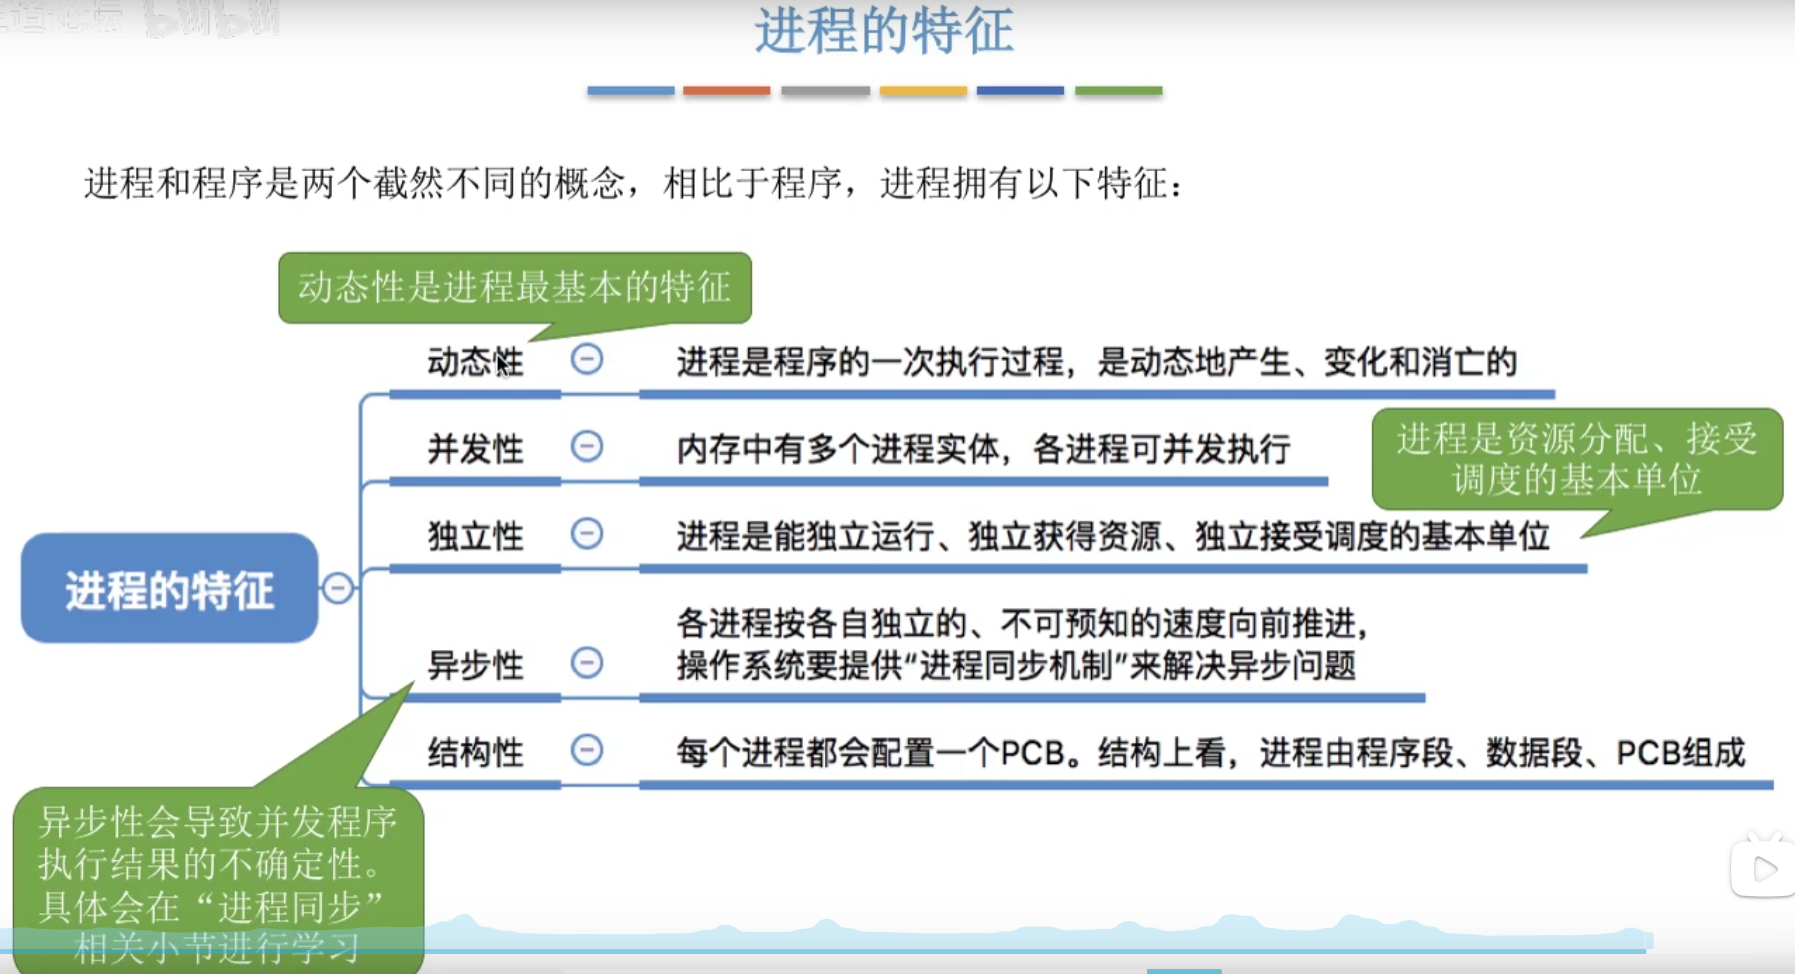 bilibili
进程的特征
进程和程序是两个截然不同的概念，相比于程序，进程拥有以下特征：
动态性是进程最基本的特征
动态性
进程是程序的一次执行过程，是动态地产生、变化和消亡的
并发性
内存中有多个进程实体，各进程可并发执行
进程是资源分配、接受
调度的基本单位
独立性
进程是能独立运行、独立获得资源、独立接受调度的基本单位
进程的特征
异步性
各进程按各自独立的、不可预知的速度向前推进，
操作系统要提供“进程同步机制”来解决异步问题
结构性
每个进程都会配置一个PCB。结构上看，进程由程序段、数据段、PCB组成
异步性会导致并发程序
执行结果的不确定性。
具体会在“进程同步”
相关小节进行学习